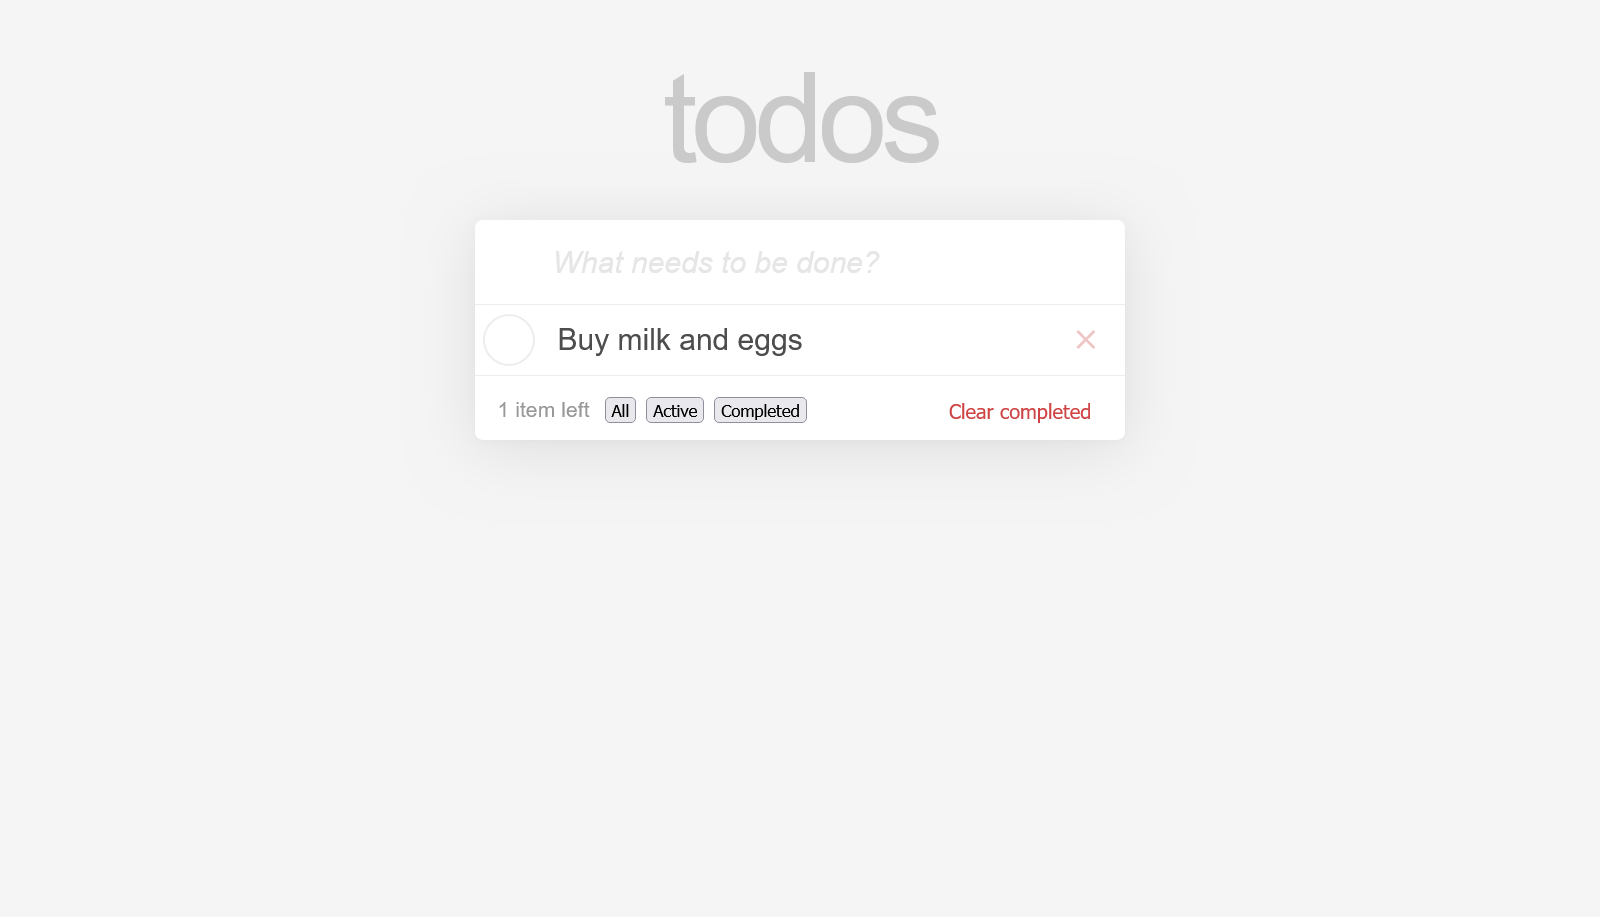 todos
What needs to be done?
Buy milk and eggs
1 item left All Active Completed Clear completed